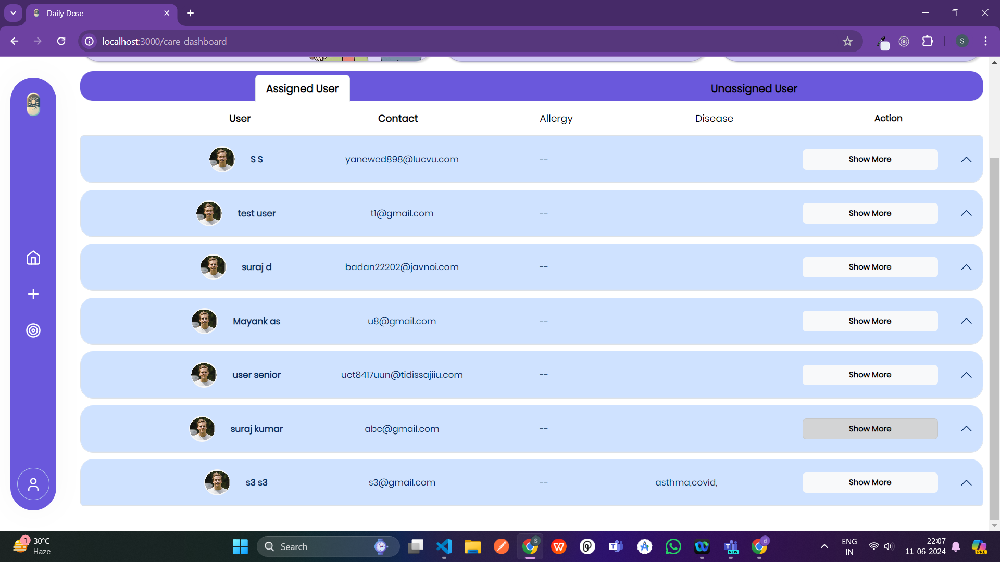 Daily Dose
localhost:3000/care-dashboard
S
Assigned User Unassigned User
User Contact Allergy Disease Action
S S yanewed898@lucvu.com -- Show More
test user t1@gmail.com -- Show More
suraj d badan22202@javnoi.com -- Show More
Mayank as u8@gmail.com -- Show More
user senior uct8417uun@tidissajiiu.com -- Show More
suraj kumar abc@gmail.com -- Show More
s3 s3 s3@gmail.com -- asthma,covid, Show More
1 30°C
Haze
Search
S
NEW
d
ENG
IN
22:07
11-06-2024
PRE